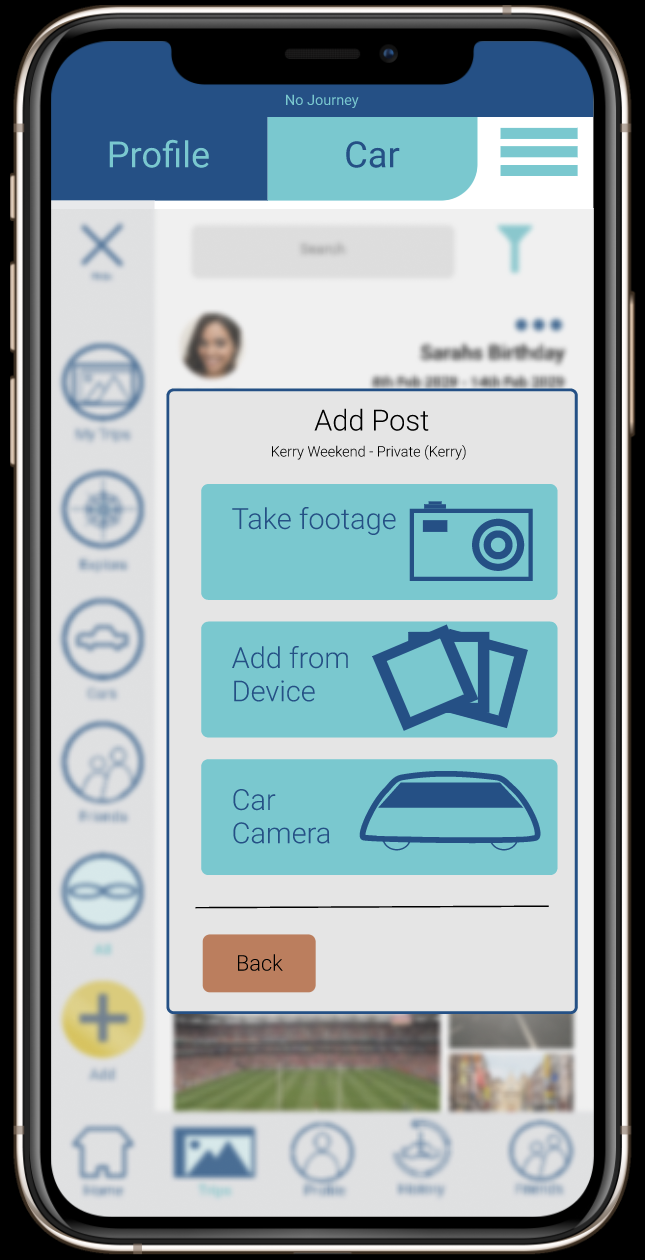 No Journey
Profile
Car
Search
Sarahs Birthday
8th Feb 2020 - 14th Feb 2020
My Trips
Add Post
Kerry Weekend - Private (Kerry)
Take footage
Explore
Add from
Device
Cars
Car
Camera
Friends
All
Back
Add
Home
Trips
Profile
History
Friends